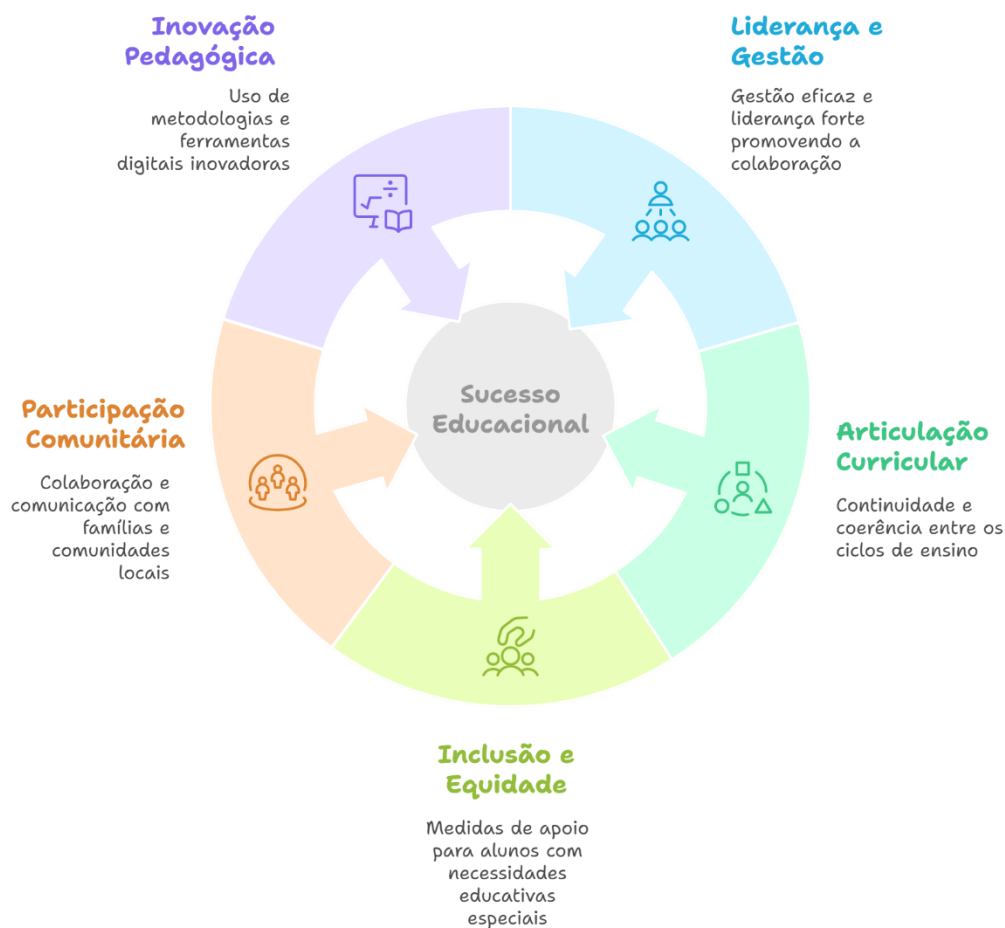 Inovação
Pedagógica
Uso de
metodologias e
ferramentas
digitais inovadoras
Liderança e
Gestão
Gestão eficaz e
liderança forte
promovendo a
colaboração
Sucesso
Educacional
Participação
Comunitária
Colaboração e
comunicação com
famílias e
comunidades
locais
Articulação
Curricular
Continuidade e
coerência entre os
ciclos de ensino
Inclusão e
Equidade
Medidas de apoio
para alunos com
necessidades
educativas
especiais